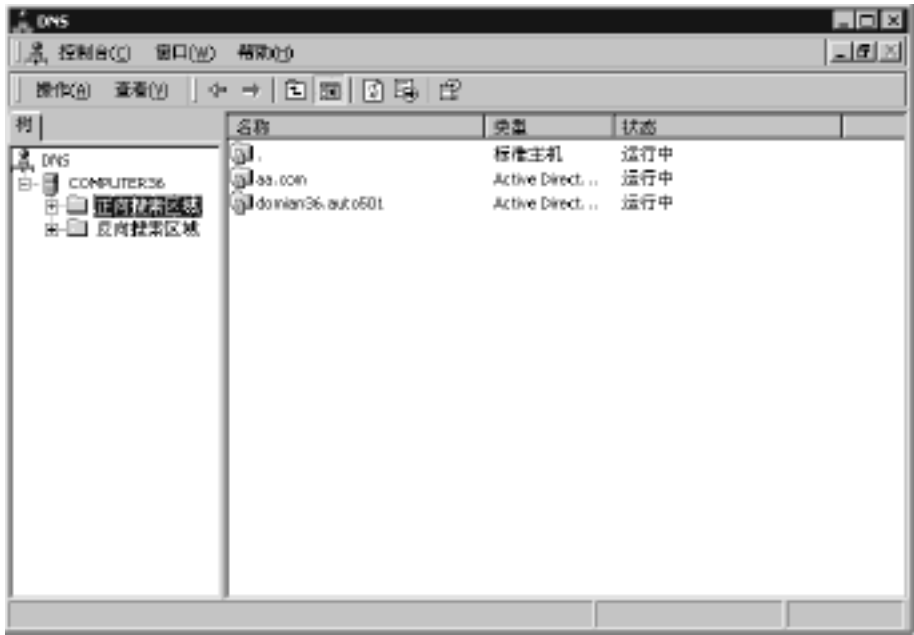 DNS
控制台(C) 窗口(W) 帮助(H)
操作(A) 查看(V)
树
名称 类型 状态
DNS
COMPUTER36
正向搜索区域
反向搜索区域
. 标准主机 运行中
aa.com Active Direct... 运行中
domian36.auto501 Active Direct... 运行中